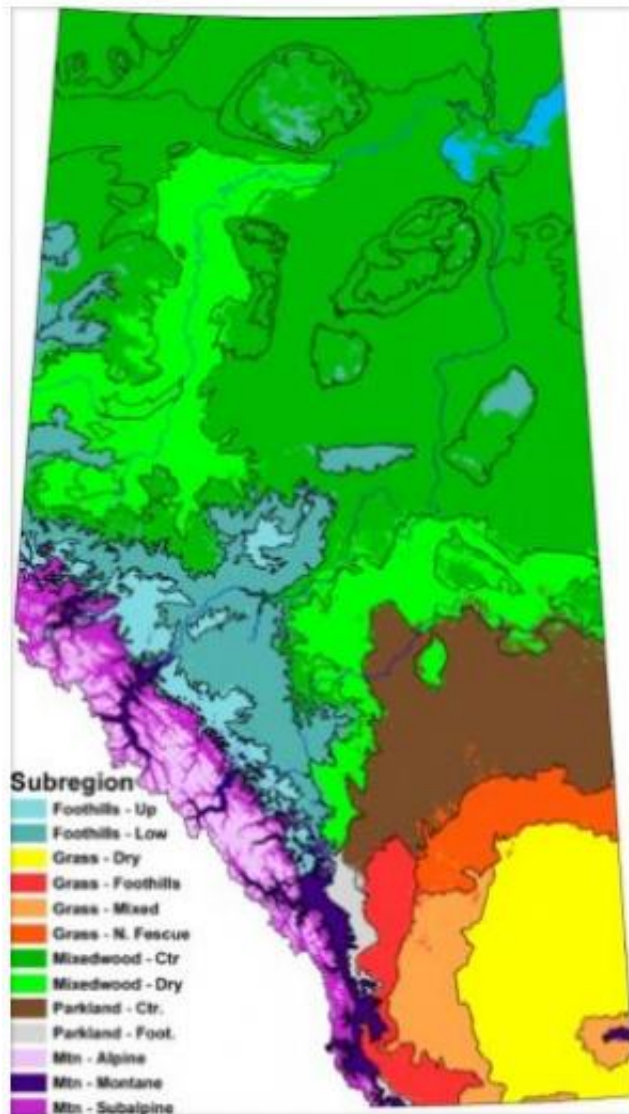 Subregion
Foothills - Up
Foothills - Low
Grass - Dry
Grass - Foothills
Grass - Mixed
Grass - N. Fescue
Mixedwood - Ctr
Mixedwood - Dry
Parkland - Ctr.
Parkland - Foot.
Mtn - Alpine
Mtn - Montane
Mtn - Subalpine